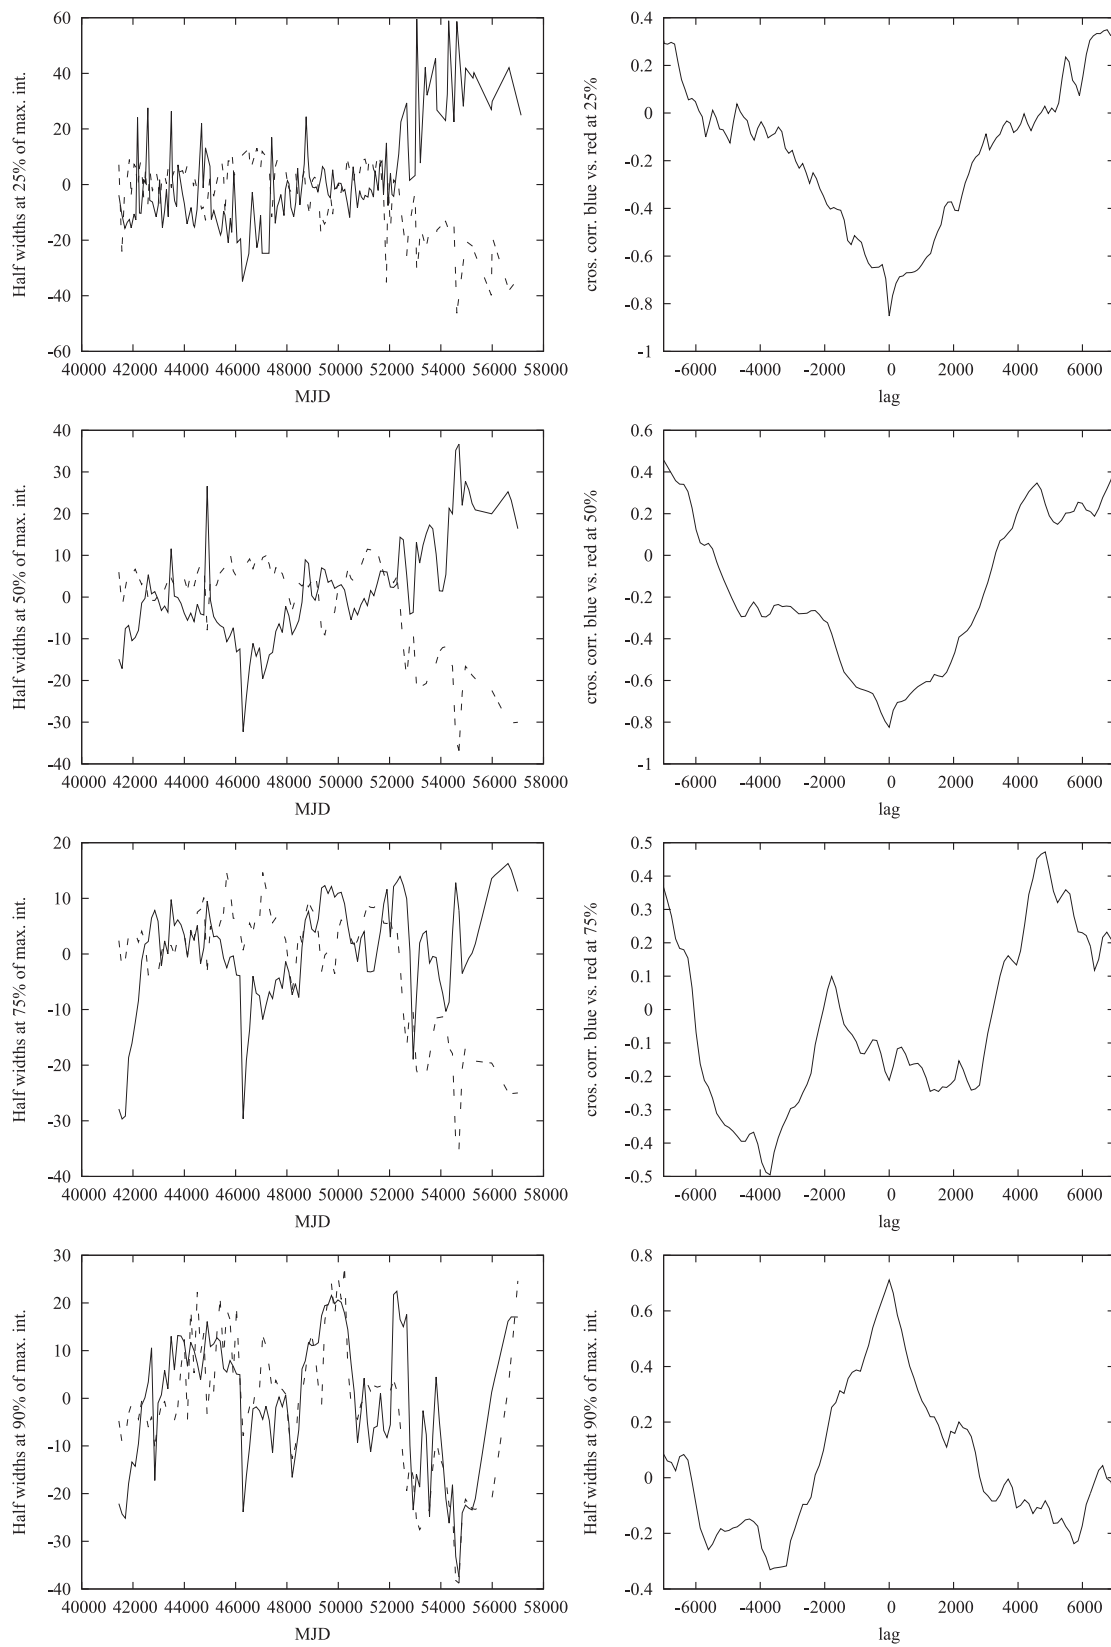 Half widths at 25% of max. int.
60
40
20
0
-20
-40
-60
40000 42000 44000 46000 48000 50000 52000 54000 56000 58000
MJD
cros. corr. blue vs. red at 25%
0.4
0.2
0
-0.2
-0.4
-0.6
-0.8
-1
-6000 -4000 -2000 0 2000 4000 6000
lag
Half widths at 50% of max. int.
40
30
20
10
0
-10
-20
-30
-40
40000 42000 44000 46000 48000 50000 52000 54000 56000 58000
MJD
cros. corr. blue vs. red at 50%
0.6
0.4
0.2
0
-0.2
-0.4
-0.6
-0.8
-1
-6000 -4000 -2000 0 2000 4000 6000
lag
Half widths at 75% of max. int.
20
10
0
-10
-20
-30
-40
40000 42000 44000 46000 48000 50000 52000 54000 56000 58000
MJD
cros. corr. blue vs. red at 75%
0.5
0.4
0.3
0.2
0.1
0
-0.1
-0.2
-0.3
-0.4
-0.5
-6000 -4000 -2000 0 2000 4000 6000
lag
Half widths at 90% of max. int.
30
20
10
0
-10
-20
-30
-40
40000 42000 44000 46000 48000 50000 52000 54000 56000 58000
MJD
Half widths at 90% of max. int.
0.8
0.6
0.4
0.2
0
-0.2
0.4
-6000 -4000 -2000 0 2000 4000 6000
lag